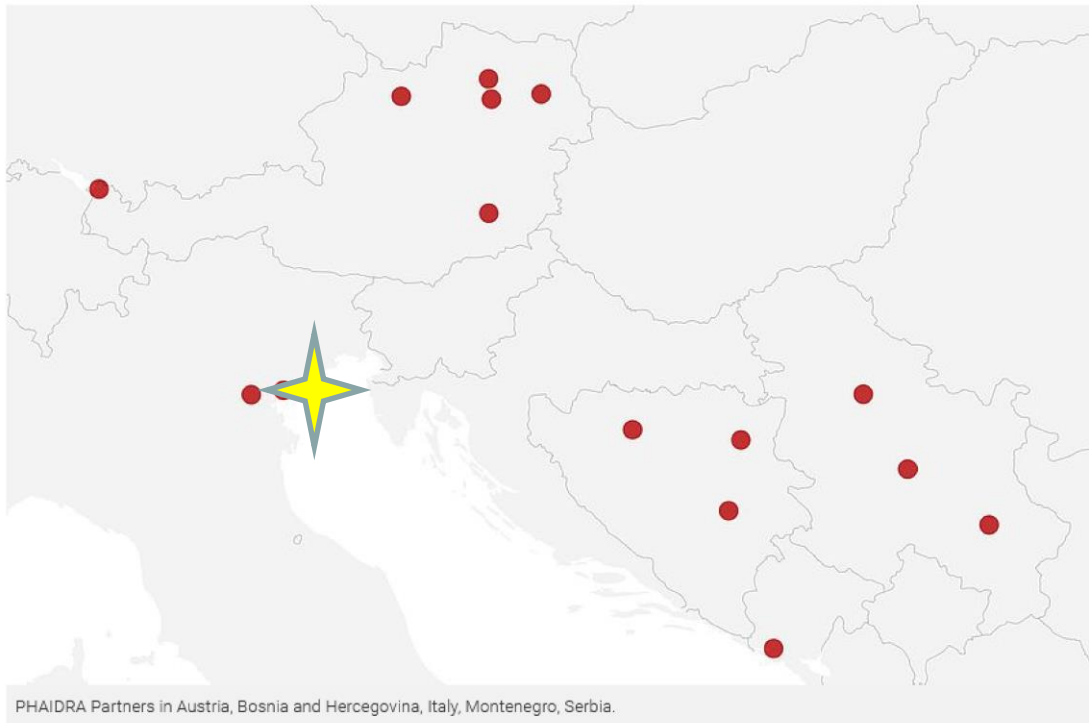 PHAIDRA Partners in Austria, Bosnia and Hercegovina, Italy, Montenegro, Serbia.